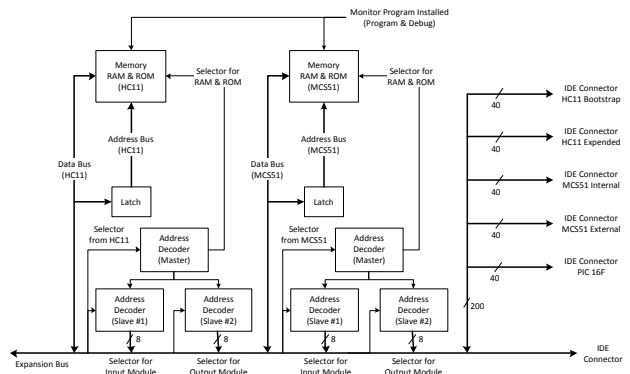 Monitor Program Installed
(Program & Debug)
Memory
RAM & ROM
(HC11)
Selector for
RAM & ROM
Memory
RAM & ROM
(MCS51)
Selector for
RAM & ROM
IDE Connector
HC11 Bootstrap
40
IDE Connector
HC11 Expended
40
Address Bus
(HC11)
Address Bus
(MCS51)
Data Bus
(HC11)
Data Bus
(MCS51)
IDE Connector
MCS51 Internal
40
Latch
Latch
IDE Connector
MCS51 External
40
Selector
from HC11
Address
Decoder
(Master)
Selector
from MCS51
Address
Decoder
(Master)
IDE Connector
PIC 16F
40
Address
Decoder
(Slave #1)
Address
Decoder
(Slave #2)
Address
Decoder
(Slave #1)
Address
Decoder
(Slave #2)
200
8
8
8
8
Expansion Bus
Selector for
Input Module
Selector for
Output Module
Selector for
Input Module
Selector for
Output Module
IDE
Connector